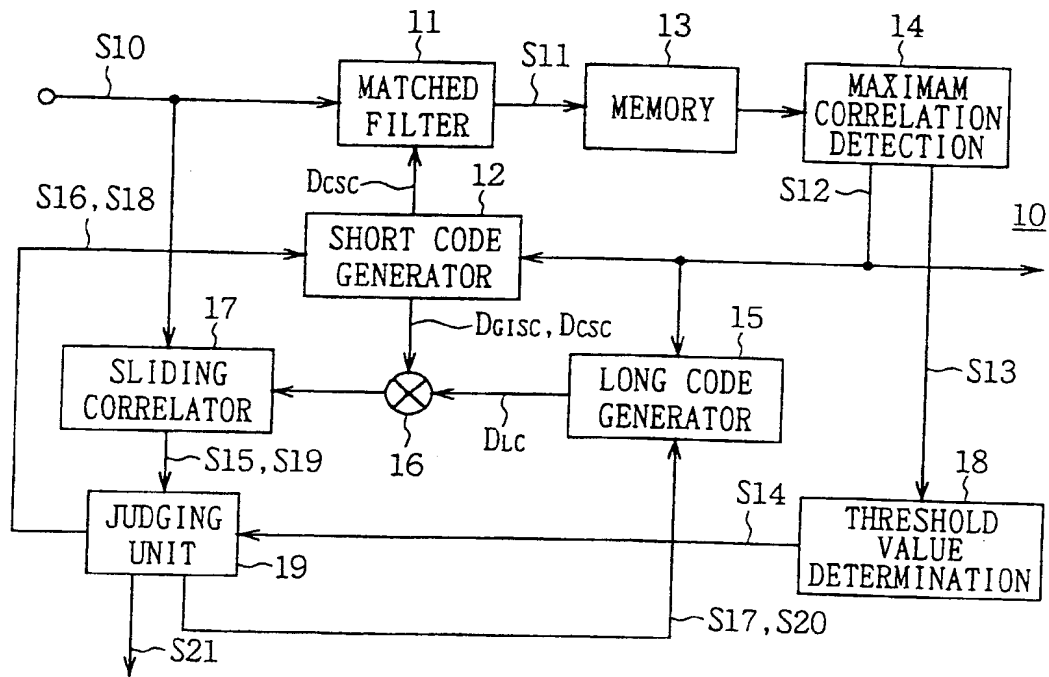 11
13
14
S10
S11
MATCHED
FILTER
MEMORY
MAXIMAM
CORRELATION
DETECTION
DCSC
12
S12
S16, S18
10
SHORT CODE
GENERATOR
17
DGISC, DCSC
15
SLIDING
CORRELATOR
LONG CODE
GENERATOR
S13
16
DLC
S15, S19
18
S14
JUDGING
UNIT
THRESHOLD
VALUE
DETERMINATION
19
S17, S20
S21